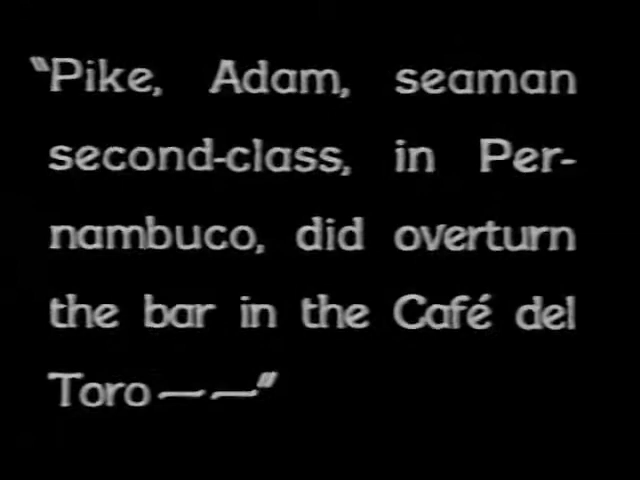 "Pike, Adam, seaman
second-class, in Per-
nambuco, did overturn
the bar in the Café del
Toro——"